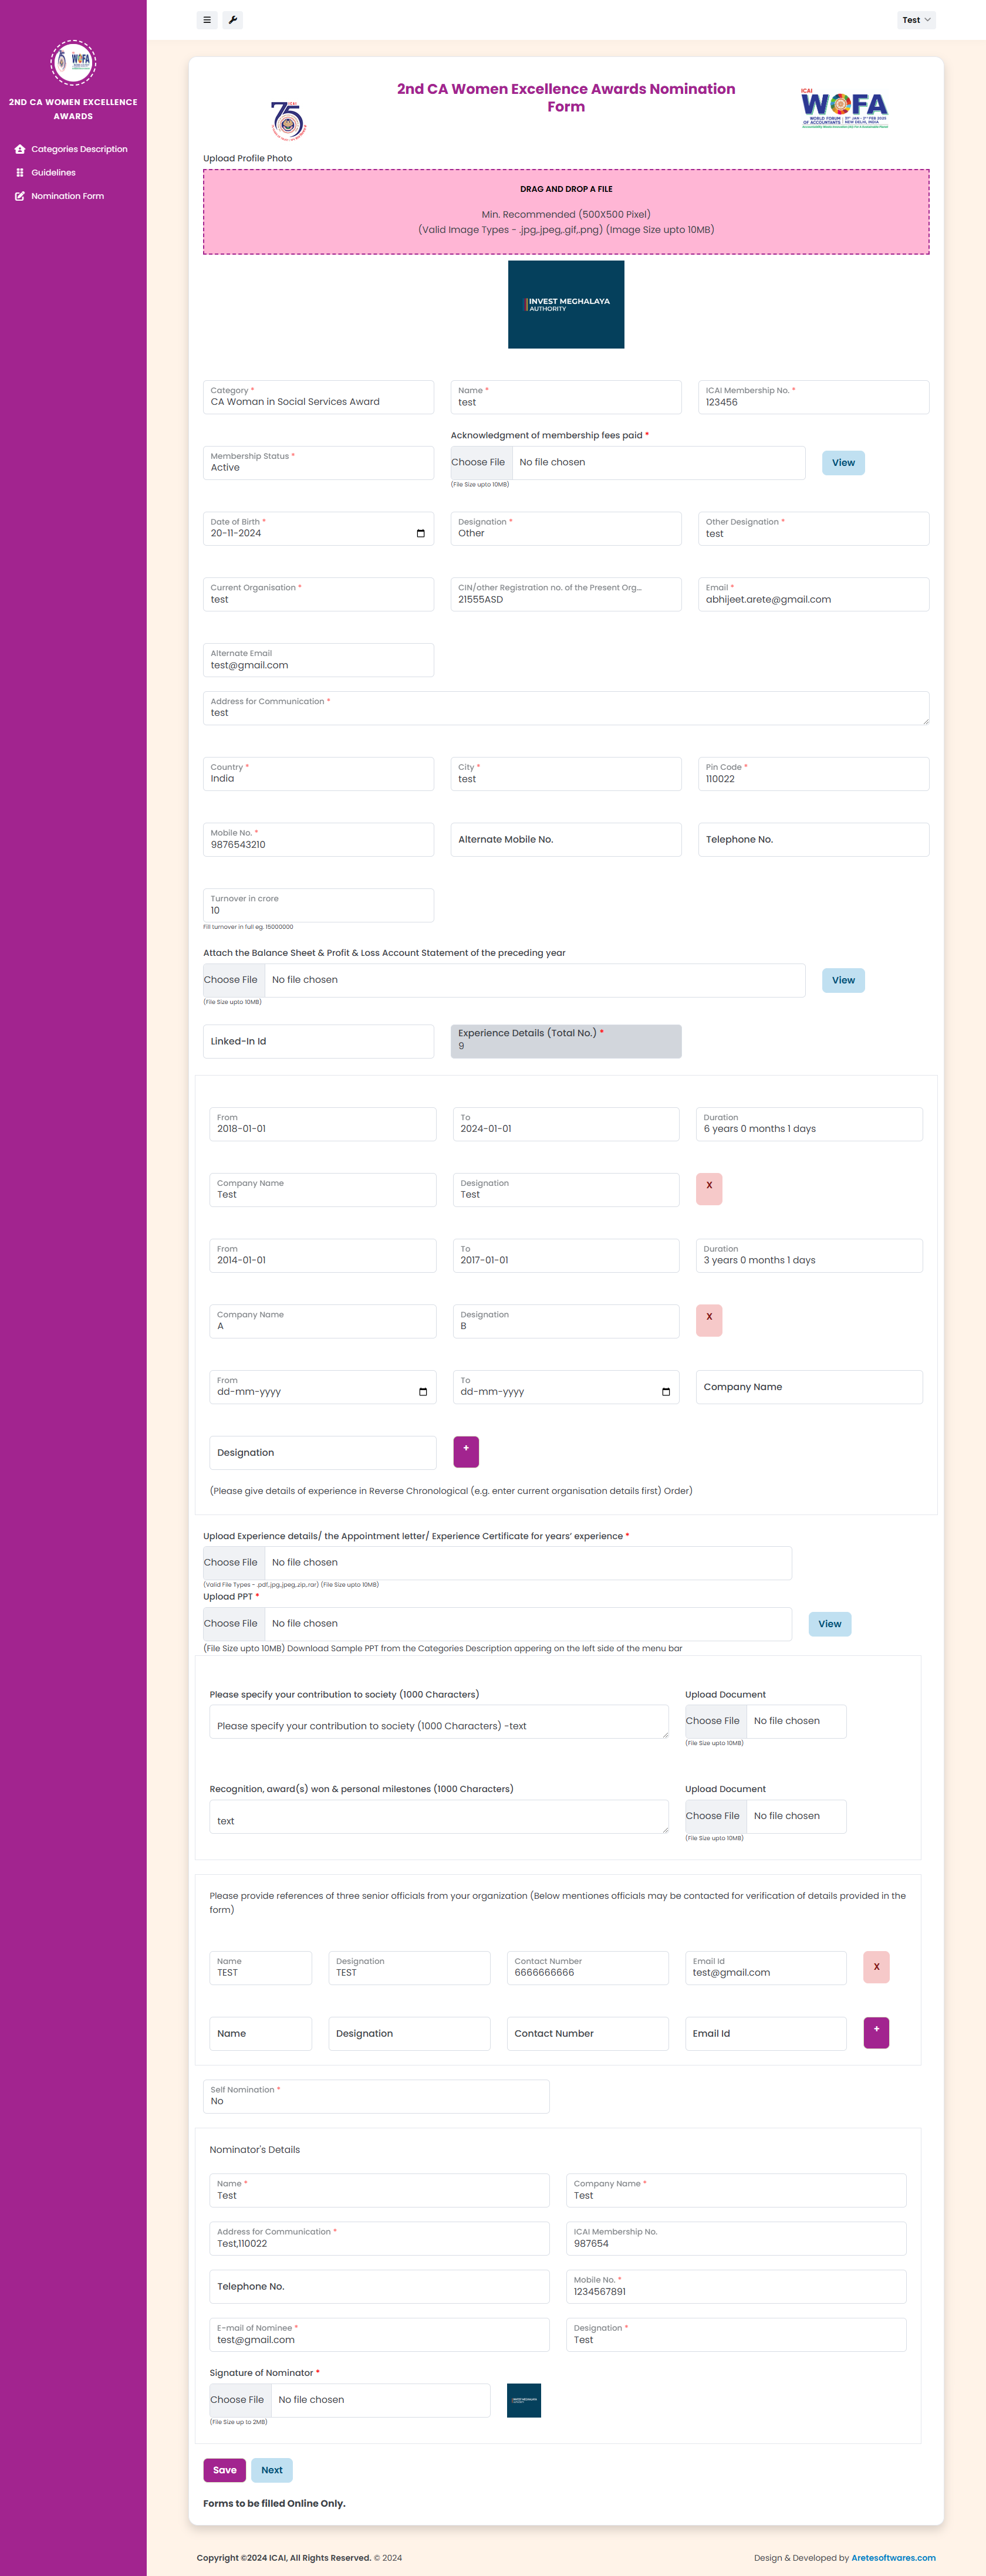 Test
WOFA
2ND CA WOMEN EXCELLENCE
AWARDS
Categories Description
Guidelines
Nomination Form
75
2nd CA Women Excellence Awards Nomination
Form
ICAI
WOFA
WORLD FORUM
OF ACCOUNTANTS
31st JAN - 2nd FEB 2025
NEW DELHI, INDIA
Upload Profile Photo
DRAG AND DROP A FILE
Min. Recommended (500X500 Pixel)
(Valid Image Types - .jpg,.jpeg,.gif,.png) (Image Size upto 10MB)
INVEST MEGHALAYA
AUTHORITY
Category *
CA Woman in Social Services Award
Name *
test
ICAI Membership No. *
123456
Membership Status *
Active
Acknowledgment of membership fees paid *
Choose File No file chosen
(File Size upto 10MB)
View
Date of Birth *
20-11-2024
Designation *
Other
Other Designation *
test
Current Organisation *
test
CIN/other Registration no. of the Present Org...
21555ASD
Email *
abhijeet.arete@gmail.com
Alternate Email
test@gmail.com
Address for Communication *
test
Country *
India
City *
test
Pin Code *
110022
Mobile No. *
9876543210
Alternate Mobile No.
Telephone No.
Turnover in crore
10
Fill turnover in full eg. 15000000
Attach the Balance Sheet & Profit & Loss Account Statement of the preceding year
Choose File No file chosen
View
(File Size upto 10MB)
Linked-In Id
Experience Details (Total No.) *
9
From
2018-01-01
To
2024-01-01
Duration
6 years 0 months 1 days
Company Name
Test
Designation
Test
X
From
2014-01-01
To
2017-01-01
Duration
3 years 0 months 1 days
Company Name
A
Designation
B
X
From
dd-mm-yyyy
To
dd-mm-yyyy
Company Name
Designation
+
(Please give details of experience in Reverse Chronological (e.g. enter current organisation details first) Order)
Upload Experience details/ the Appointment letter/ Experience Certificate for years' experience *
Choose File No file chosen
(Valid File Types - .pdf,.jpg,.jpeg,.zip,.rar) (File Size upto 10MB)
Upload PPT *
Choose File No file chosen
View
(File Size upto 10MB) Download Sample PPT from the Categories Description appering on the left side of the menu bar
Please specify your contribution to society (1000 Characters)
Please specify your contribution to society (1000 Characters) -text
Upload Document
Choose File No file chosen
(File Size upto 10MB)
Recognition, award(s) won & personal milestones (1000 Characters)
text
Upload Document
Choose File No file chosen
(File Size upto 10MB)
Please provide references of three senior officials from your organization (Below mentiones officials may be contacted for verification of details provided in the
form)
Name
TEST
Designation
TEST
Contact Number
6666666666
Email Id
test@gmail.com
X
Name
Designation
Contact Number
Email Id
+
Self Nomination *
No
Nominator's Details
Name *
Test
Company Name *
Test
Address for Communication *
Test,110022
ICAI Membership No.
987654
Telephone No.
Mobile No. *
1234567891
E-mail of Nominee *
test@gmail.com
Designation *
Test
Signature of Nominator *
Choose File No file chosen
(File Size up to 2MB)
Save
Next
Forms to be filled Online Only.
Copyright ©2024 ICAI, All Rights Reserved. © 2024
Design & Developed by Aretesoftwares.com